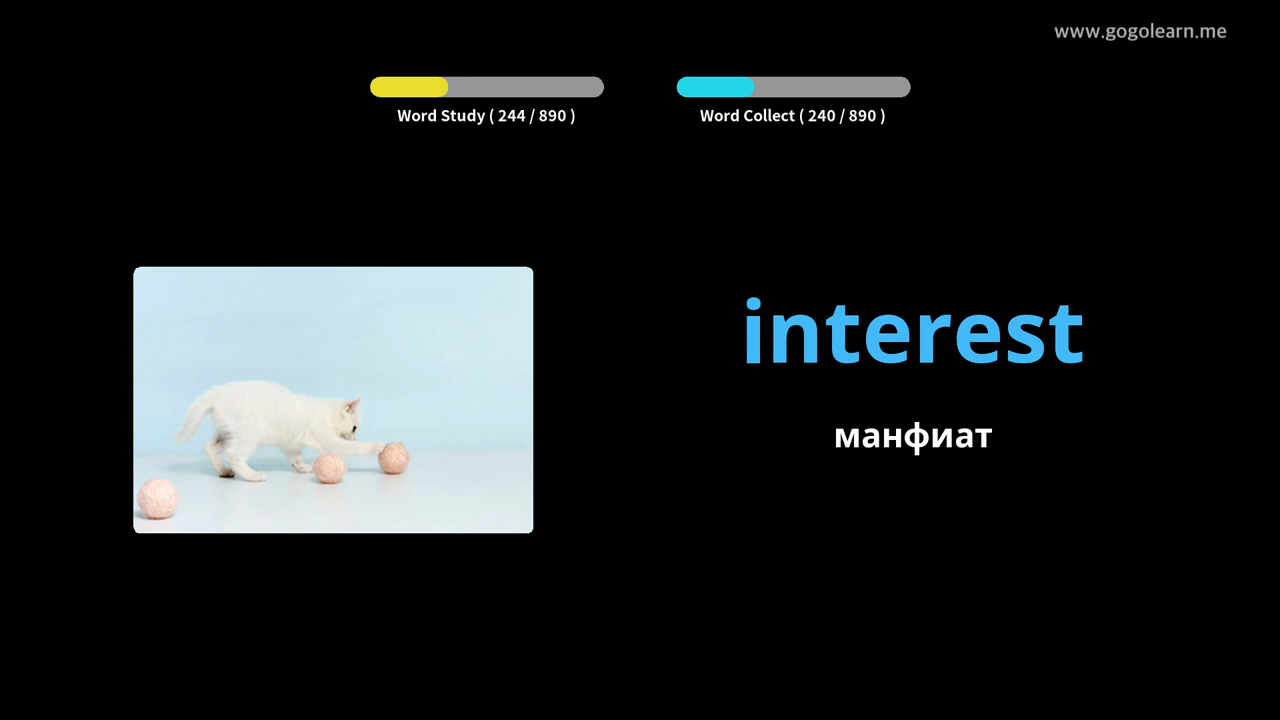 www.gogolearn.me
Word Study ( 244 / 890 )
Word Collect ( 240 / 890 )
interest
манфиат